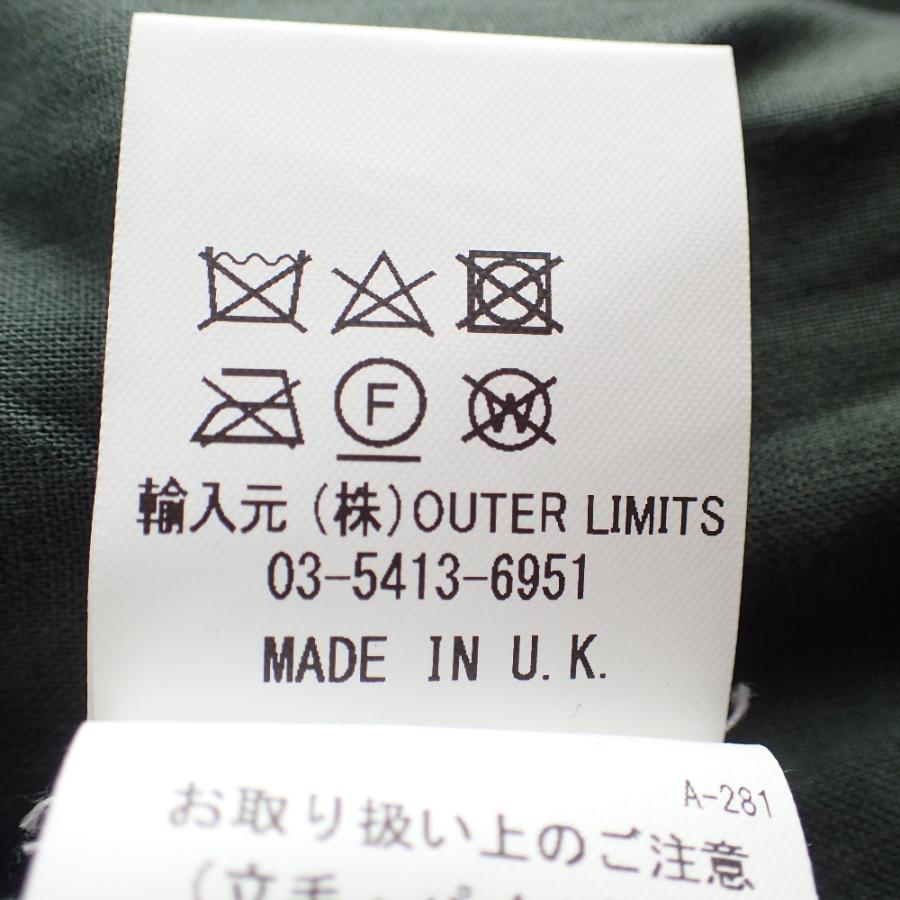 F W
輸入元 (株)OUTER LIMITS
03-5413-6951
MADE IN U.K.
A-281
お取り扱い上のご注意